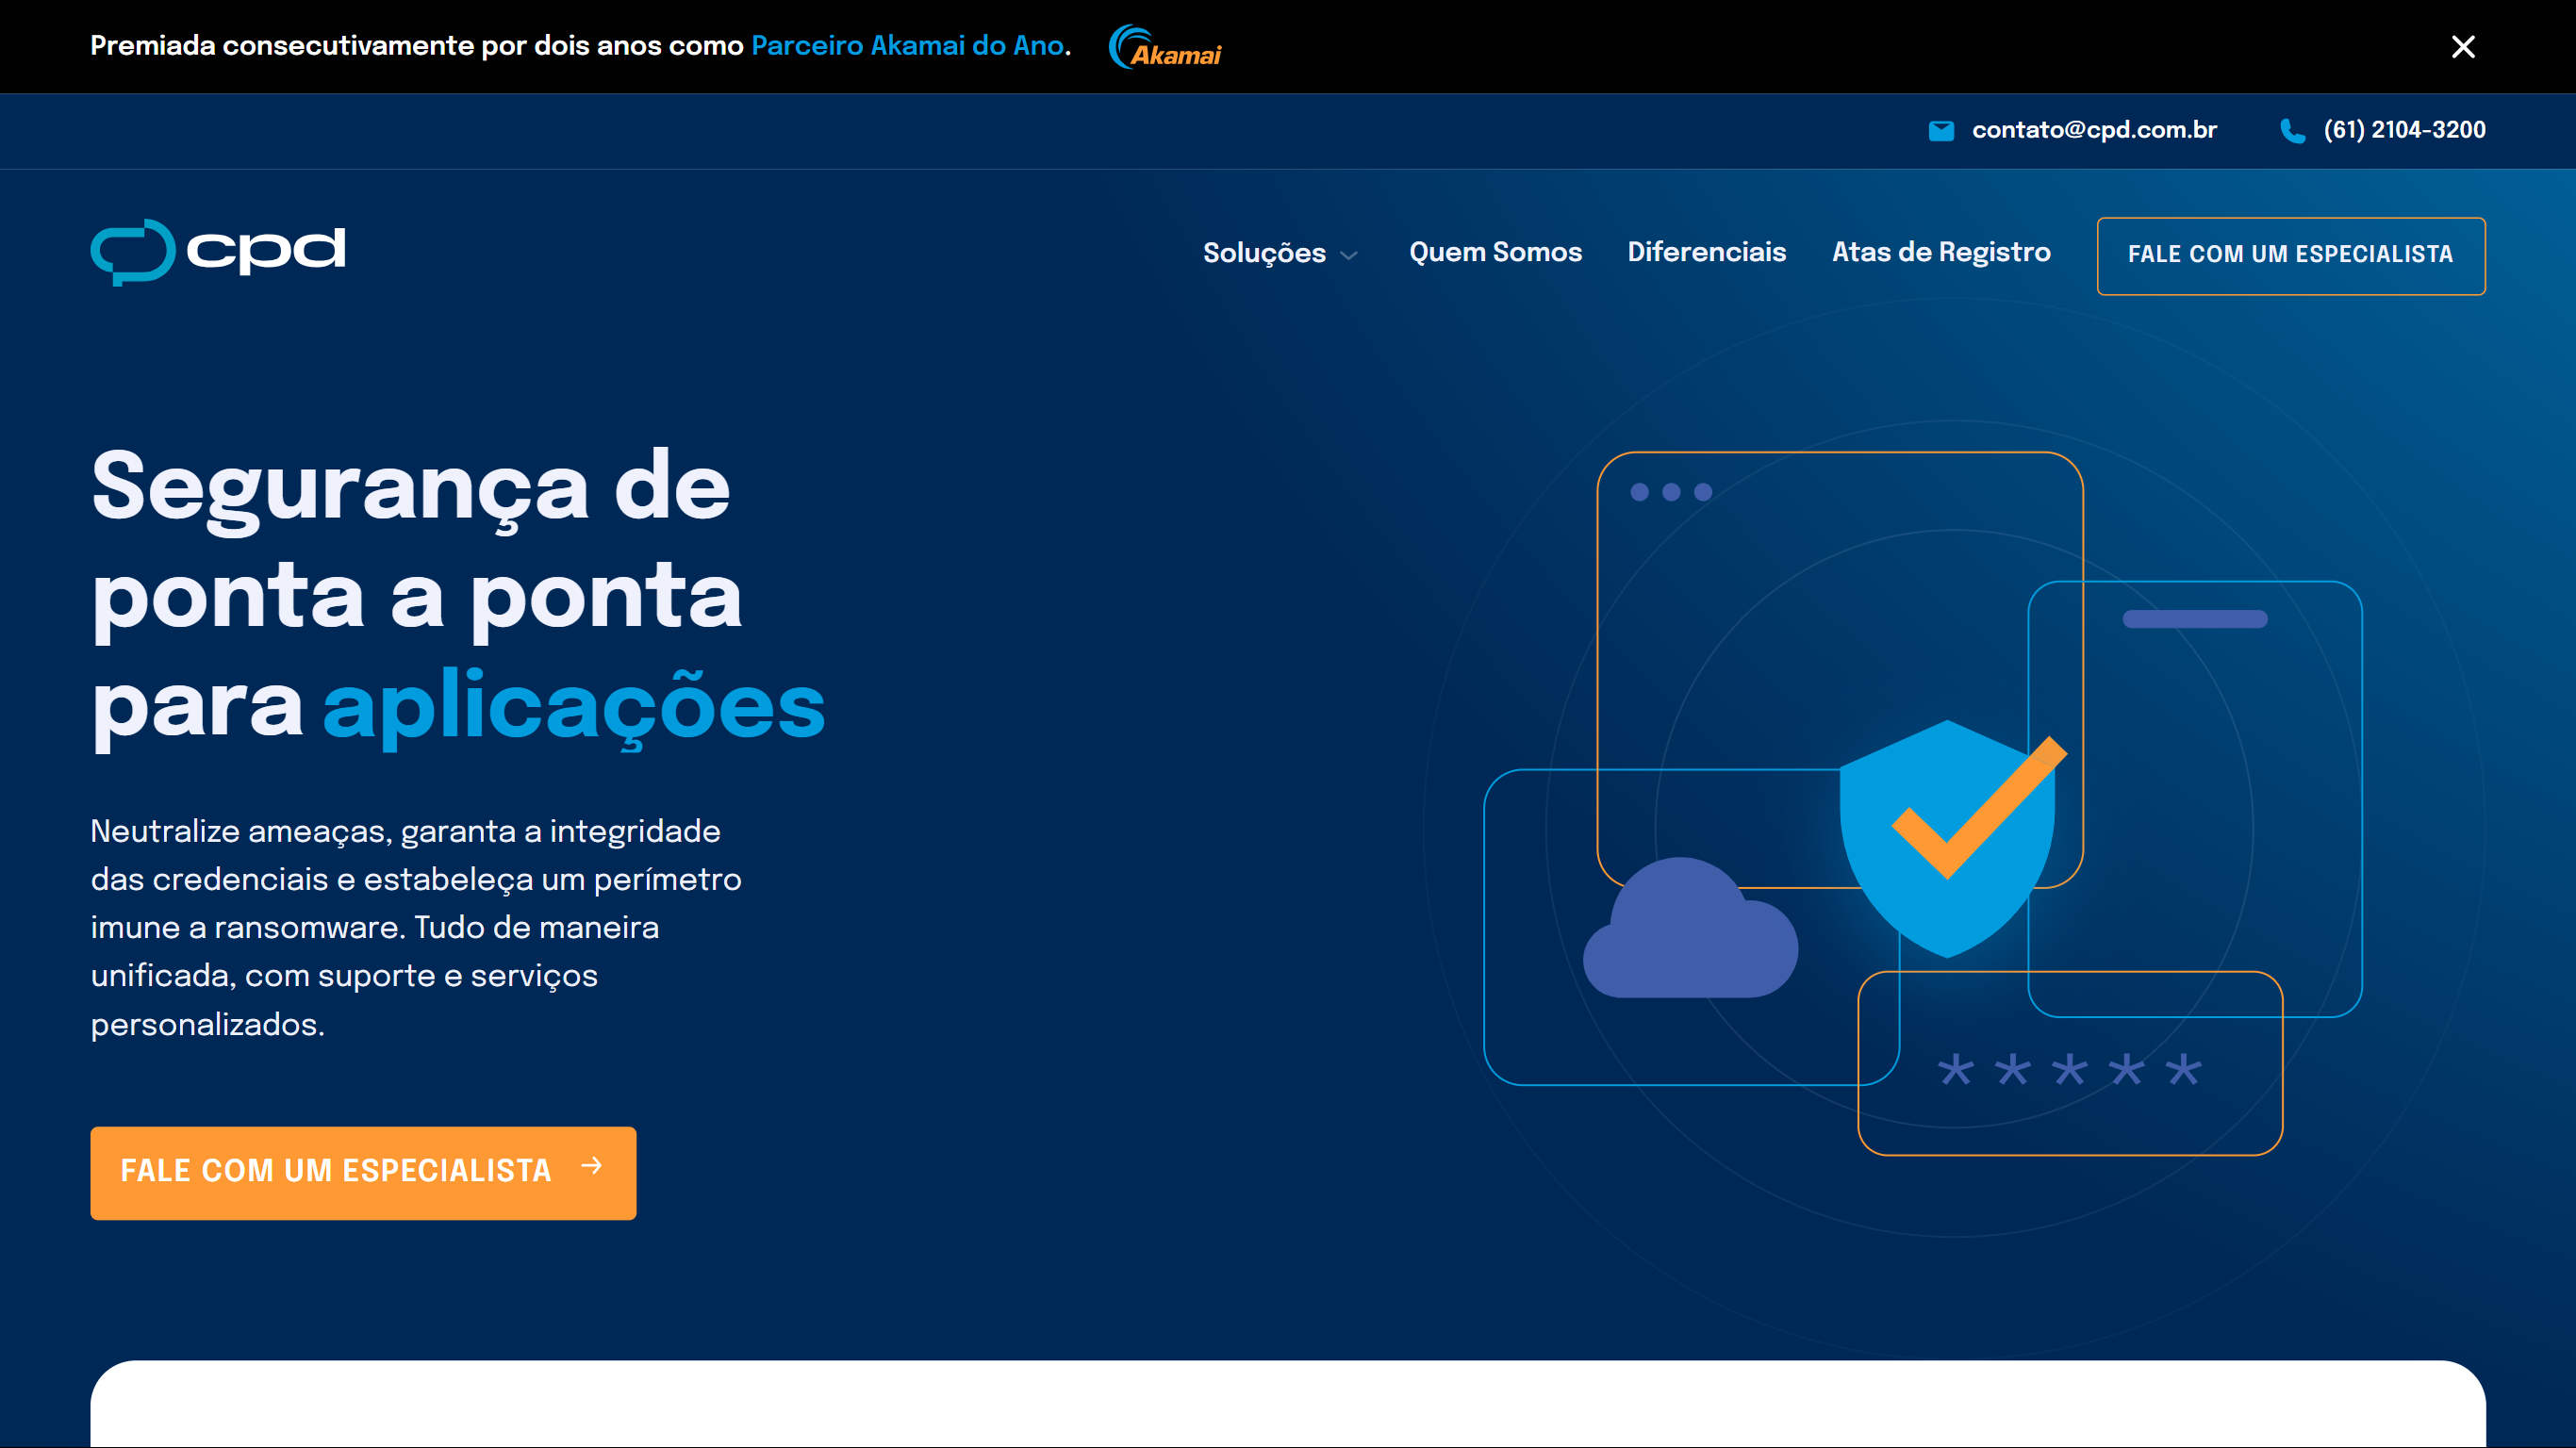 Premiada consecutivamente por dois anos como Parceiro Akamai do Ano.
Akamai
contato@cpd.com.br
(61) 2104-3200
cpd
Soluções
Quem Somos
Diferenciais
Atas de Registro
FALE COM UM ESPECIALISTA
Segurança de
ponta a ponta
para aplicações
Neutralize ameaças, garanta a integridade
das credenciais e estabeleça um perímetro
imune a ransomware. Tudo de maneira
unificada, com suporte e serviços
personalizados.
FALE COM UM ESPECIALISTA
*****